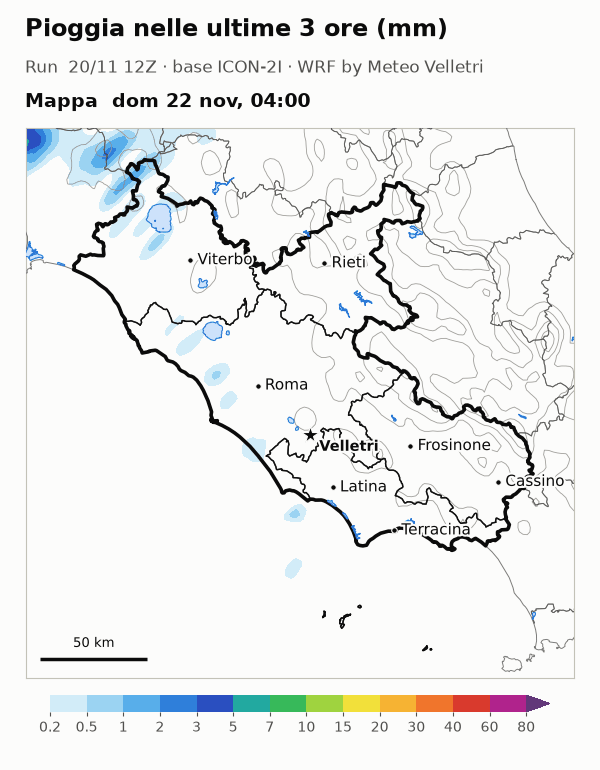 Pioggia nelle ultime 3 ore (mm)
Run  20/11 12Z · base ICON-2I · WRF by Meteo Velletri
Mappa  dom 22 nov, 04:00
Viterbo
Rieti
Roma
Velletri
Frosinone
Latina
Cassino
Terracina
50 km
0.2 0.5 1 2 3 5 7 10 15 20 30 40 60 80